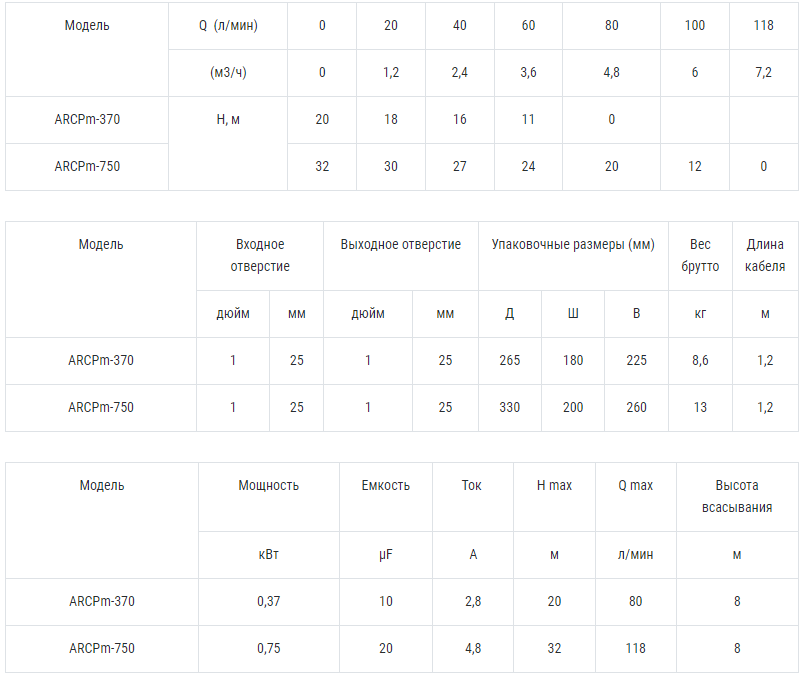 Модель Q (л/мин) 0 20 40 60 80 100 118
(м3/ч) 0 1,2 2,4 3,6 4,8 6 7,2
ARCPm-370 Н, м 20 18 16 11 0
ARCPm-750 32 30 27 24 20 12 0
Модель Входное отверстие Выходное отверстие Упаковочные размеры (мм) Вес брутто Длина кабеля
дюйм мм дюйм мм Д Ш В кг м
ARCPm-370 1 25 1 25 265 180 225 8,6 1,2
ARCPm-750 1 25 1 25 330 200 260 13 1,2
Модель Мощность Емкость Ток H max Q max Высота всасывания
кВт μF А м л/мин м
ARCPm-370 0,37 10 2,8 20 80 8
ARCPm-750 0,75 20 4,8 32 118 8